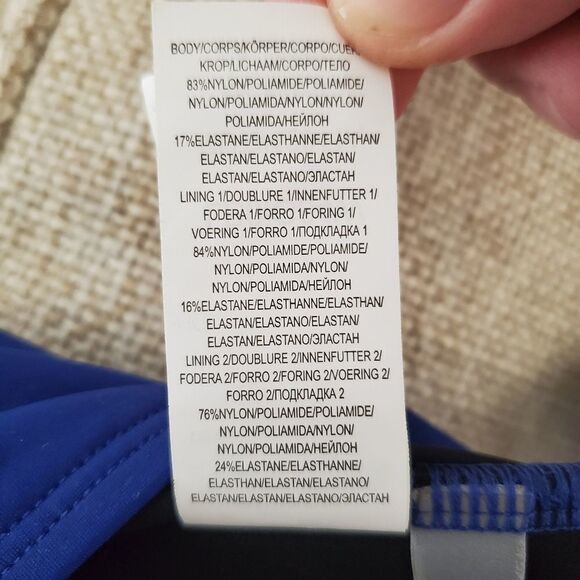 BODY/CORPS/KÖRPER/CORPO/CUER
KROP/LICHAAM/CORPO/ТЕЛО
83%NYLON/POLIAMIDE/POLIAMIDE/
NYLON/POLIAMIDA/NYLON/NYLON/
POLIAMIDA/НЕЙЛОН
17%ELASTANE/ELASTHANNE/ELASTHAN/
ELASTAN/ELASTANO/ELASTAN/
ELASTAN/ELASTANO/ЭЛАСТАН
LINING 1/DOUBLURE 1/INNENFUTTER 1/
FODERA 1/FORRO 1/FORING 1/
VOERING 1/FORRO 1/ПОДКЛАДКА 1
84%NYLON/POLIAMIDE/POLIAMIDE/
NYLON/POLIAMIDA/NYLON/
NYLON/POLIAMIDA/НЕЙЛОН
16%ELASTANE/ELASTHANNE/ELASTHAN/
ELASTAN/ELASTANO/ELASTAN/
ELASTAN/ELASTANO/ЭЛАСТАН
LINING 2/DOUBLURE 2/INNENFUTTER 2/
FODERA 2/FORRO 2/FORING 2/VOERING 2/
FORRO 2/ПОДКЛАДКА 2
76%NYLON/POLIAMIDE/POLIAMIDE/
NYLON/POLIAMIDA/NYLON/
NYLON/POLIAMIDA/НЕЙЛОН
24%ELASTANE/ELASTHANNE/
ELASTHAN/ELASTAN/ELASTANO/
ELASTAN/ELASTAN/ELASTANO/ЭЛАСТАН